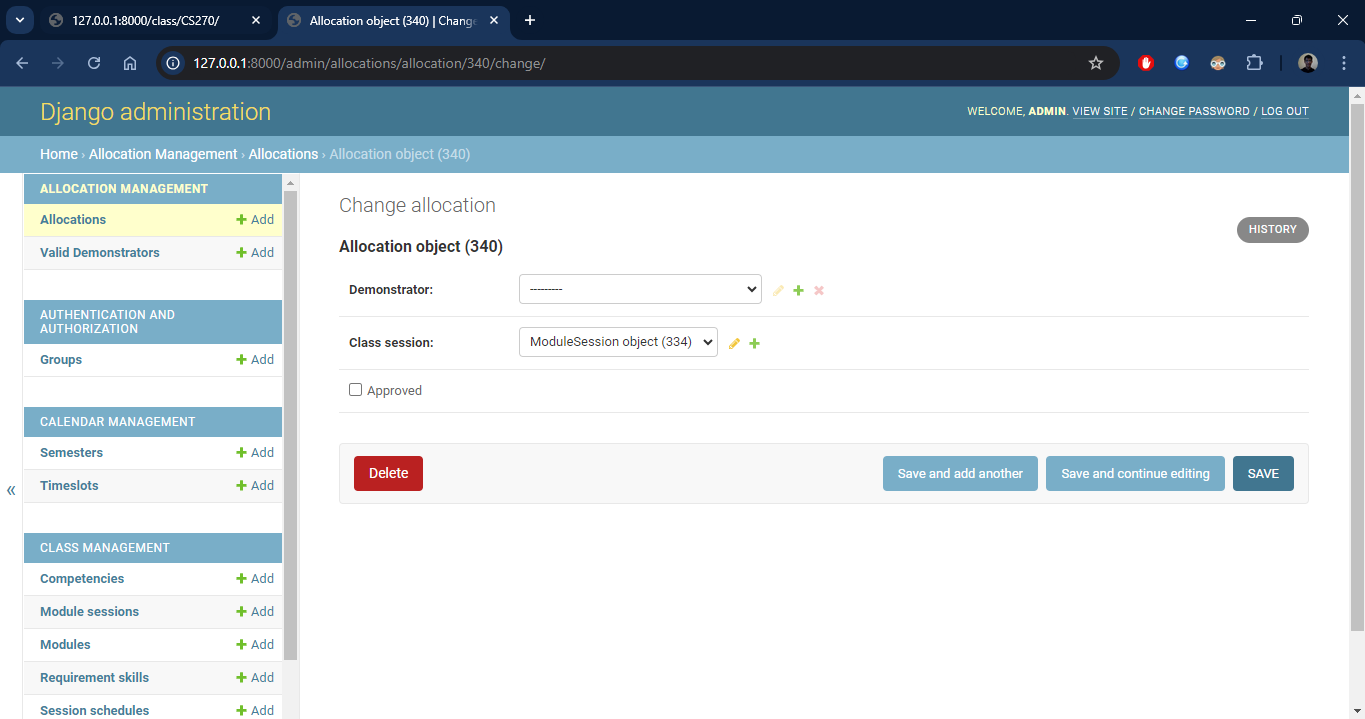 127.0.0.1:8000/class/CS270/
Allocation object (340) | Change
127.0.0.1:8000/admin/allocations/allocation/340/change/
Django administration
WELCOME, ADMIN. VIEW SITE / CHANGE PASSWORD / LOG OUT
Home › Allocation Management › Allocations › Allocation object (340)
ALLOCATION MANAGEMENT
Allocations + Add
Valid Demonstrators + Add
AUTHENTICATION AND
AUTHORIZATION
Groups + Add
CALENDAR MANAGEMENT
Semesters + Add
Timeslots + Add
«
CLASS MANAGEMENT
Competencies + Add
Module sessions + Add
Modules + Add
Requirement skills + Add
Session schedules + Add
Change allocation
HISTORY
Allocation object (340)
Demonstrator: ---------
Class session: ModuleSession object (334)
Approved
Delete
Save and add another
Save and continue editing
SAVE